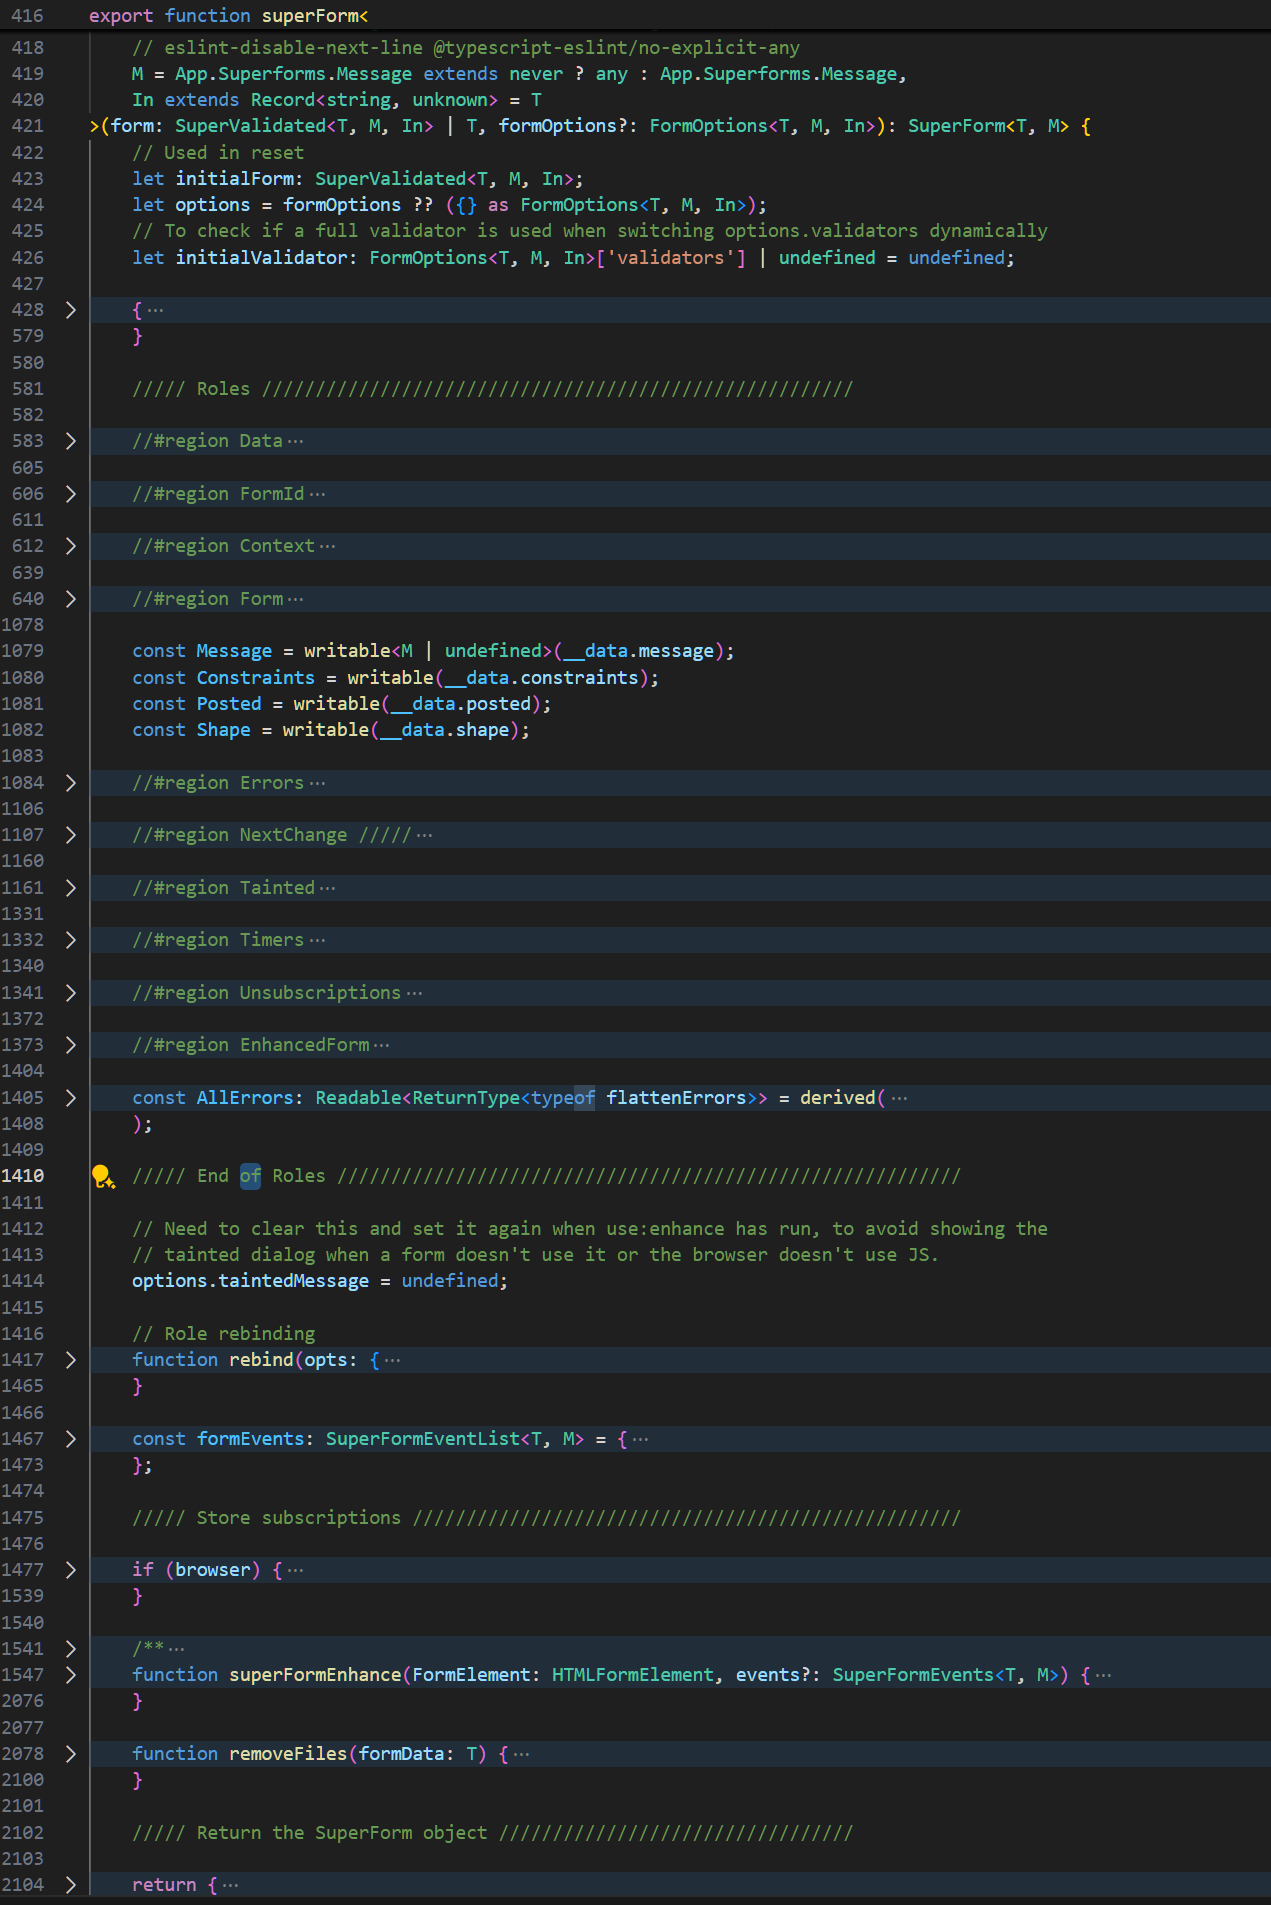 416 export function superForm<
418 // eslint-disable-next-line @typescript-eslint/no-explicit-any
419 M = App.Superforms.Message extends never ? any : App.Superforms.Message,
420 In extends Record<string, unknown> = T
421 >(form: SuperValidated<T, M, In> | T, formOptions?: FormOptions<T, M, In>): SuperForm<T, M> {
422 // Used in reset
423 let initialForm: SuperValidated<T, M, In>;
424 let options = formOptions ?? ({} as FormOptions<T, M, In>);
425 // To check if a full validator is used when switching options.validators dynamically
426 let initialValidator: FormOptions<T, M, In>['validators'] | undefined = undefined;
427
428 { ···
579 }
580
581 ///// Roles ///////////////////////////////////////////////////////
582
583 //#region Data ···
605
606 //#region FormId ···
611
612 //#region Context ···
639
640 //#region Form ···
1078
1079 const Message = writable<M | undefined>(__data.message);
1080 const Constraints = writable(__data.constraints);
1081 const Posted = writable(__data.posted);
1082 const Shape = writable(__data.shape);
1083
1084 //#region Errors ···
1106
1107 //#region NextChange ///// ···
1160
1161 //#region Tainted ···
1331
1332 //#region Timers ···
1340
1341 //#region Unsubscriptions ···
1372
1373 //#region EnhancedForm ···
1404
1405 const AllErrors: Readable<ReturnType<typeof flattenErrors>> = derived( ···
1408 );
1409
1410 ///// End of Roles //////////////////////////////////////////////////////////
1411
1412 // Need to clear this and set it again when use:enhance has run, to avoid showing the
1413 // tainted dialog when a form doesn't use it or the browser doesn't use JS.
1414 options.taintedMessage = undefined;
1415
1416 // Role rebinding
1417 function rebind(opts: { ···
1465 }
1466
1467 const formEvents: SuperFormEventList<T, M> = { ···
1473 };
1474
1475 ///// Store subscriptions ///////////////////////////////////////////////////
1476
1477 if (browser) { ···
1539 }
1540
1541 /** ···
1547 function superFormEnhance(FormElement: HTMLFormElement, events?: SuperFormEvents<T, M>) { ···
2076 }
2077
2078 function removeFiles(formData: T) { ···
2100 }
2101
2102 ///// Return the SuperForm object /////////////////////////////////
2103
2104 return { ···